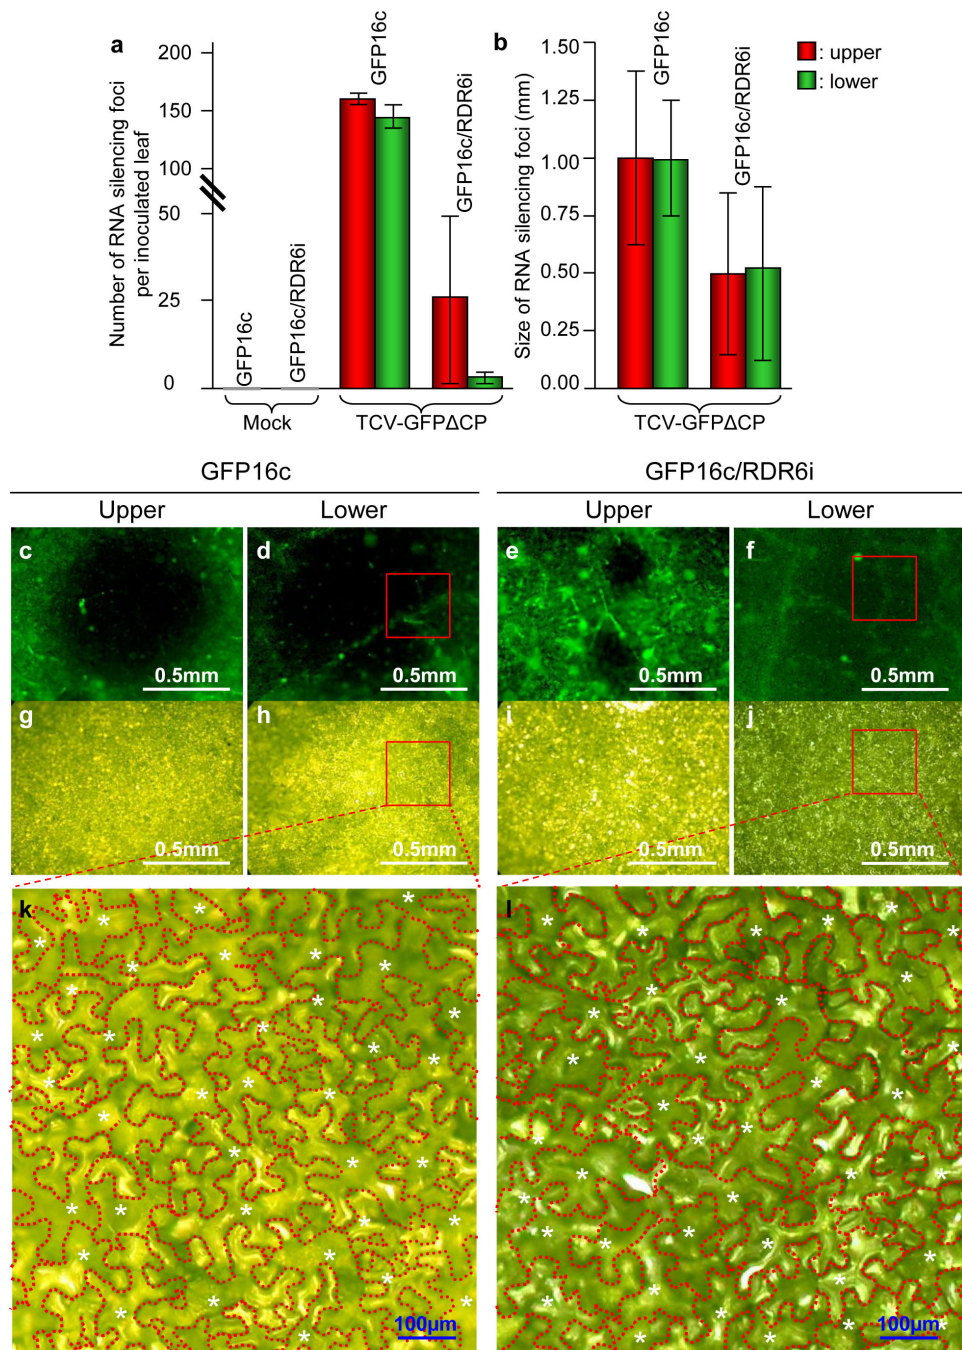 a
b
200
150
100
50
25
0
Number of RNA silencing foci
per inoculated leaf
GFP16c
GFP16c/RDR6i
GFP16c
GFP16c/RDR6i
Mock
TCV-GFPΔCP
1.50
1.25
1.00
0.75
0.50
0.25
0.00
Size of RNA silencing foci (mm)
GFP16c
GFP16c/RDR6i
TCV-GFPΔCP
: upper
: lower
GFP16c
GFP16c/RDR6i
Upper
Lower
Upper
Lower
c
d
e
f
0.5mm
0.5mm
0.5mm
0.5mm
g
h
i
j
0.5mm
0.5mm
0.5mm
0.5mm
k
l
100µm
100µm